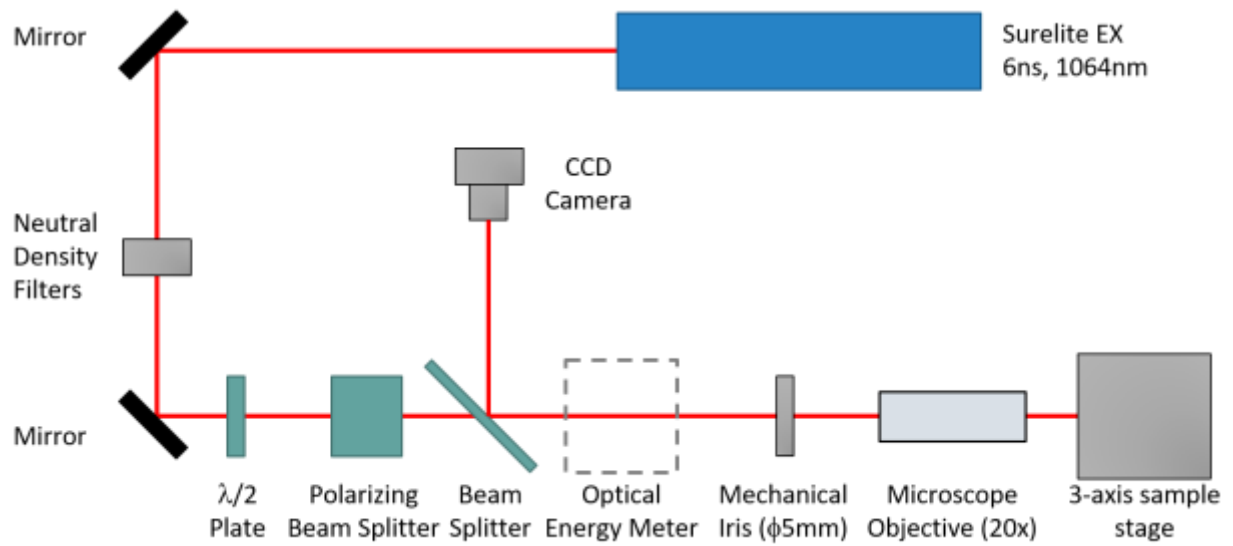 Mirror
Surelite EX
6ns, 1064nm
CCD
Camera
Neutral
Density
Filters
Mirror
λ/2
Plate
Polarizing
Beam Splitter
Beam
Splitter
Optical
Energy Meter
Mechanical
Iris (ϕ5mm)
Microscope
Objective (20x)
3-axis sample
stage